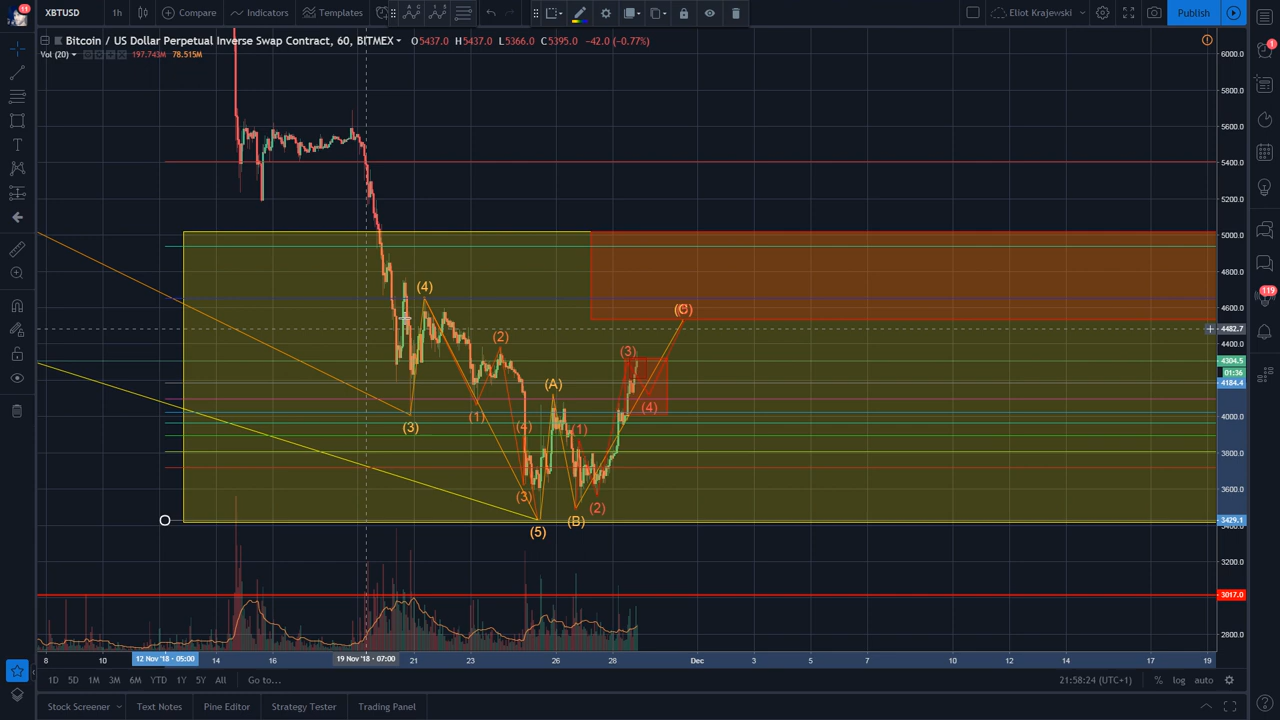 11
XBTUSD
1h
Compare
Indicators
Templates
Eliot Krajewski
Publish
Bitcoin / US Dollar Perpetual Inverse Swap Contract, 60, BITMEX
O5437.0 H5437.0 L5366.0 C5395.0 -42.0 (-0.77%)
Vol (20)
197.743M 78.515M
1
119
6000.0
5800.0
5600.0
5400.0
5200.0
5000.0
4800.0
4600.0
4482.7
4400.0
4304.5
01:36
4184.4
4000.0
3800.0
3600.0
3429.1
3400.0
3200.0
3017.0
2800.0
(4)
(2)
(C)
(3)
(A)
(4)
(1)
(3)
(4)
(1)
(3)
(2)
(B)
(5)
8
10
12 Nov '18 - 05:00
14
16
19 Nov '18 - 07:00
21
23
26
28
Dec
3
5
7
10
12
14
17
19
1D
5D
1M
3M
6M
YTD
1Y
5Y
All
Go to...
21:58:24 (UTC+1)
%
log
auto
Stock Screener
Text Notes
Pine Editor
Strategy Tester
Trading Panel